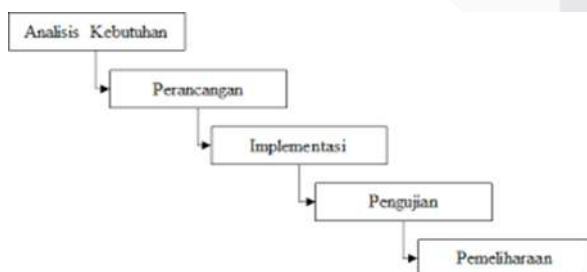 Analisis Kebutuhan
Perancangan
Implementasi
Pengujian
Pemeliharaan